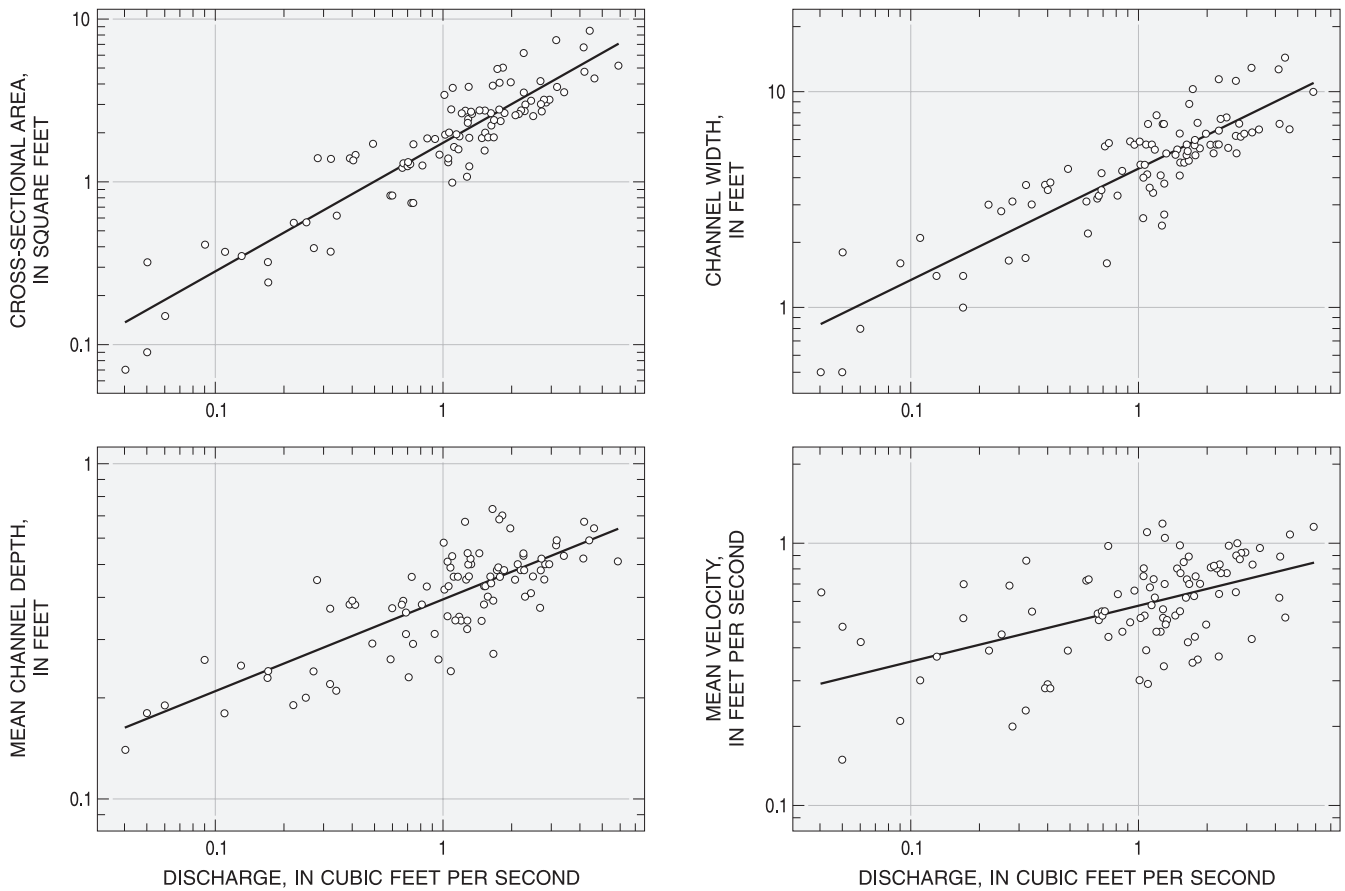 CROSS-SECTIONAL AREA,
IN SQUARE FEET
10
1
0.1
0.1
1
CHANNEL WIDTH,
IN FEET
10
1
0.1
1
MEAN CHANNEL DEPTH,
IN FEET
1
0.1
0.1
1
DISCHARGE, IN CUBIC FEET PER SECOND
MEAN VELOCITY,
IN FEET PER SECOND
1
0.1
0.1
1
DISCHARGE, IN CUBIC FEET PER SECOND